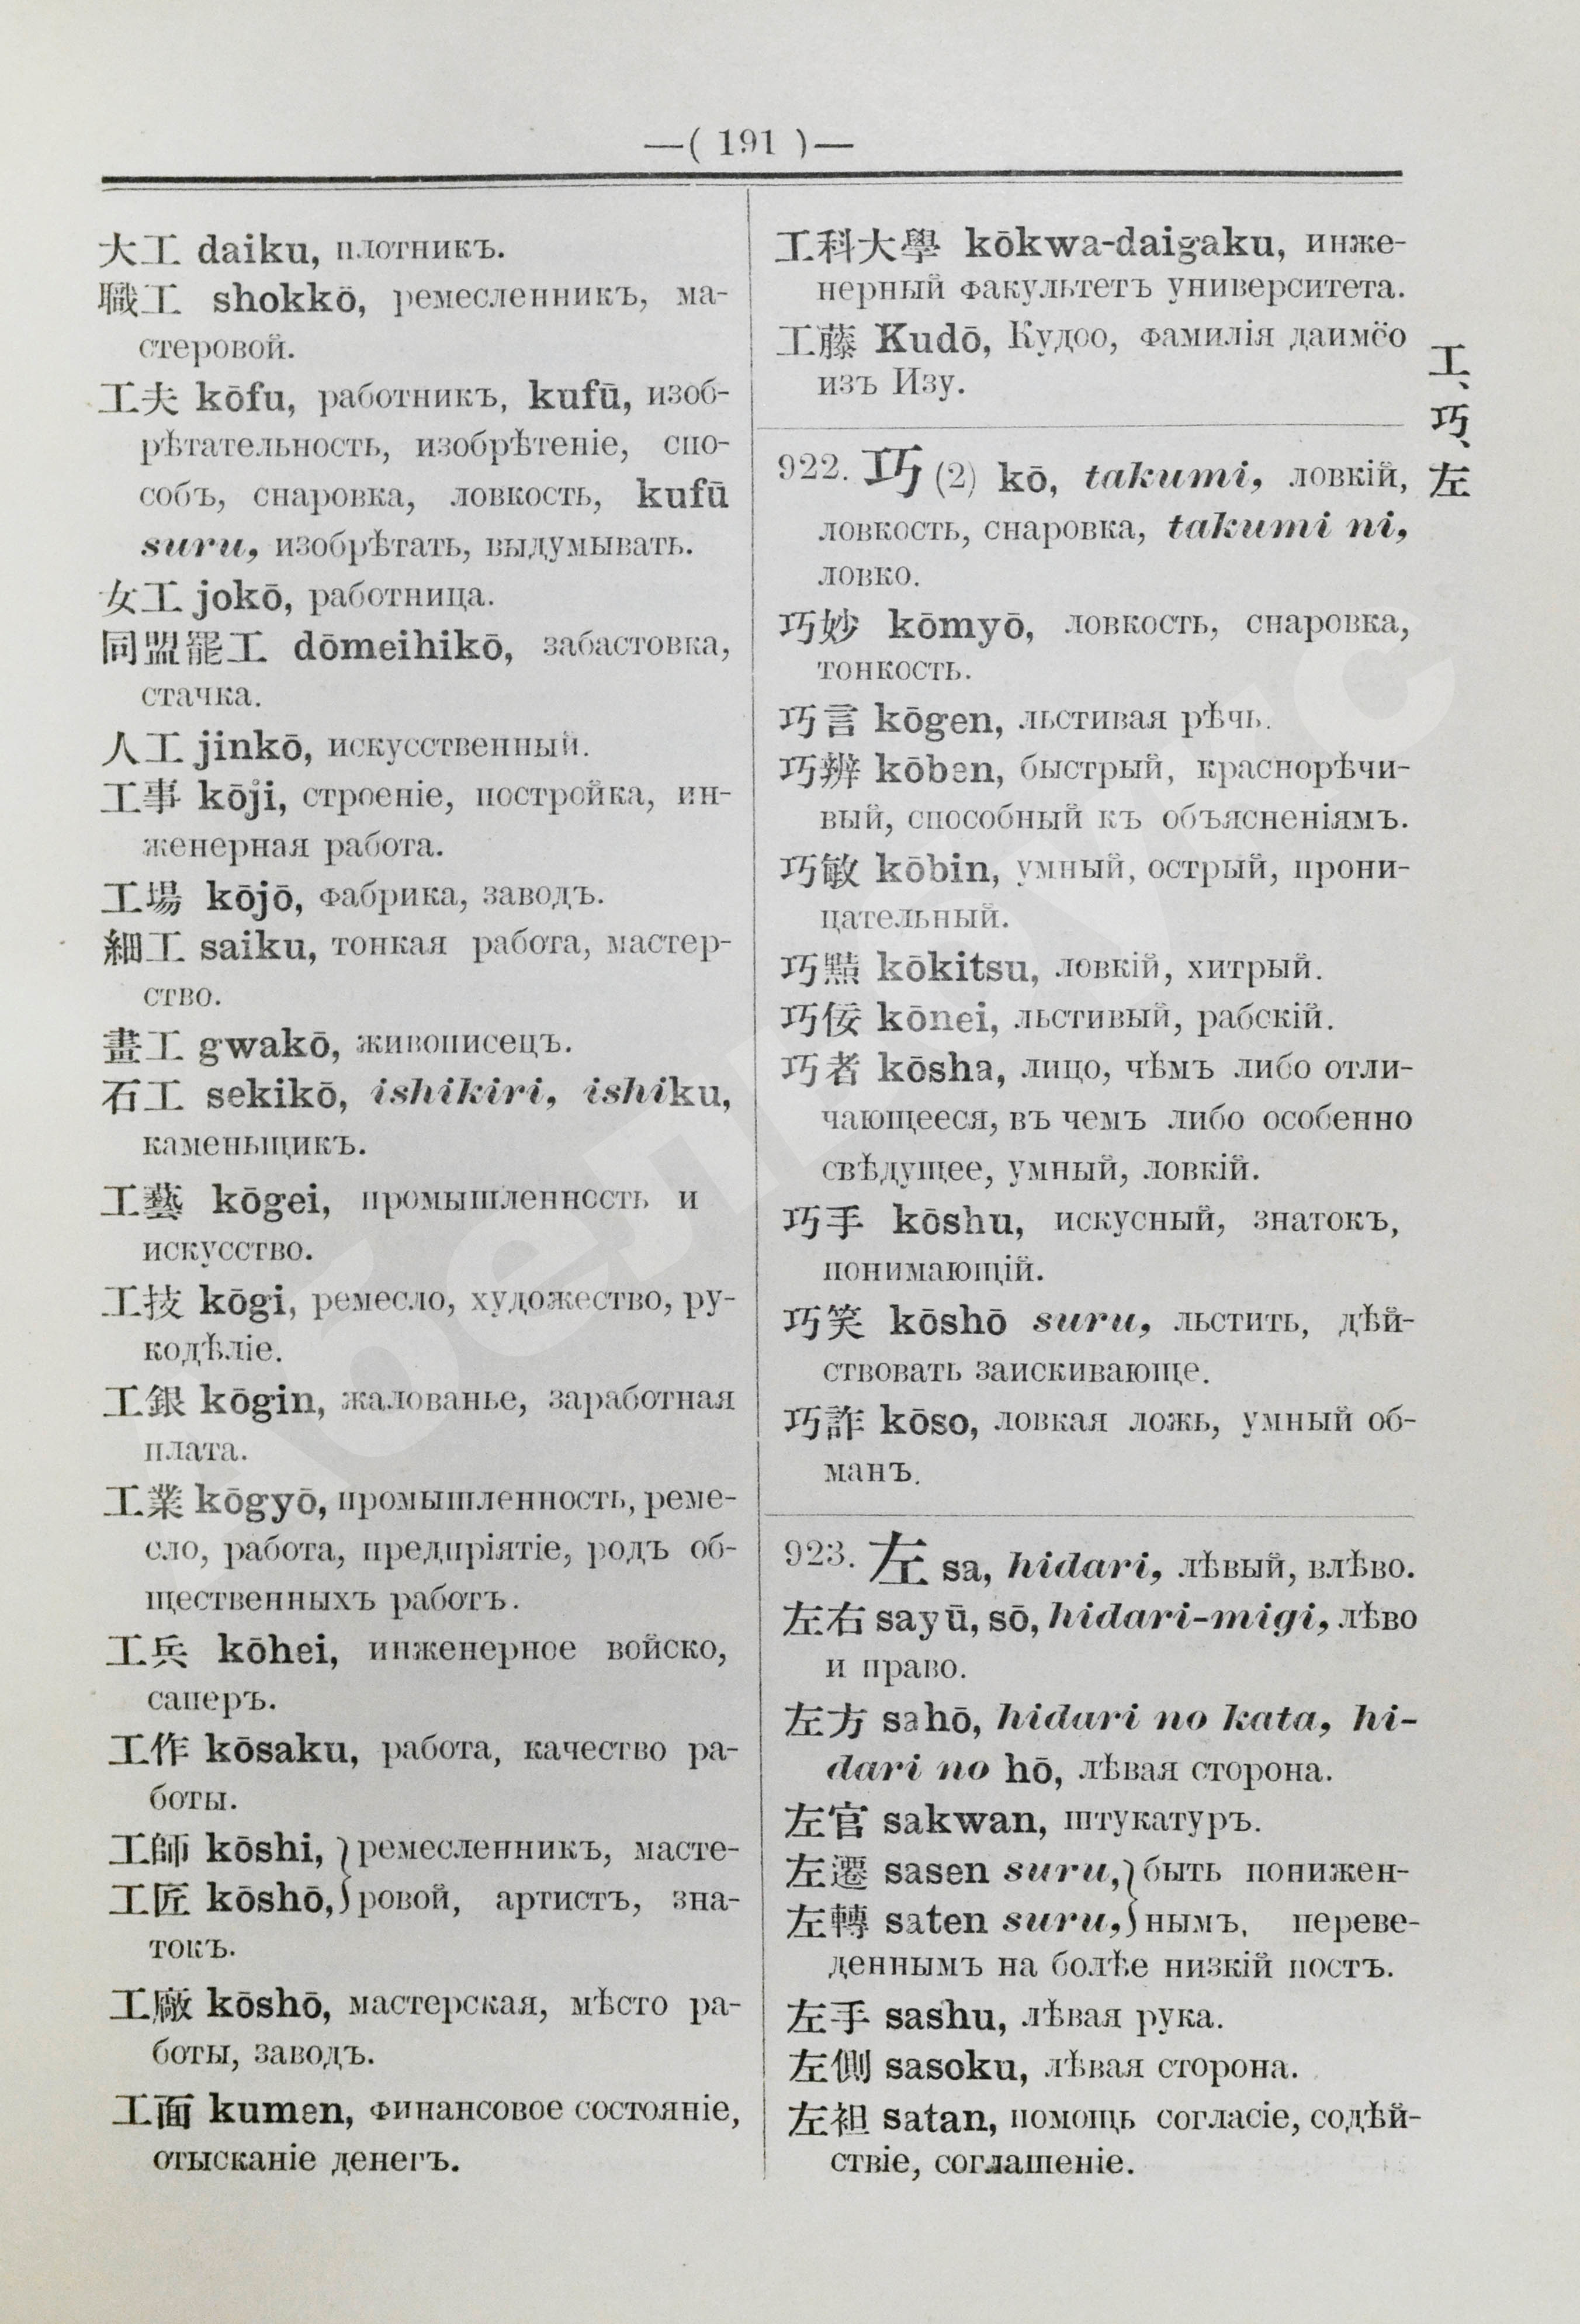 —( 191 )—
大工 daiku, плотникъ.
職工 shokkō, ремесленникъ, ма-
стеровой.
工夫 kōfu, работникъ, kufū, изоб-
рѣтательность, изобрѣтеніе, спо-
собъ, снаровка, ловкость, kufū
suru, изобрѣтать, выдумывать.
女工 jokō, работница.
同盟罷工 dōmeihikō, забастовка,
стачка.
人工 jinkō, искусственный.
工事 kōji, строеніе, постройка, ин-
женерная работа.
工場 kōjō, фабрика, заводъ.
細工 saiku, тонкая работа, мастер-
ство.
畫工 gwakō, живописецъ.
石工 sekikō, ishikiri, ishiku,
каменьщикъ.
工藝 kōgei, промышленность и
искусство.
工技 kōgi, ремесло, художество, ру-
кодѣліе.
工銀 kōgin, жалованье, заработная
плата.
工業 kōgyō, промышленность, реме-
сло, работа, предпріятіе, родъ об-
щественныхъ работъ.
工兵 kōhei, инженерное войско,
саперъ.
工作 kōsaku, работа, качество ра-
боты.
工師 kōshi, }ремесленникъ, масте-
工匠 kōshō,}ровой, артистъ, зна-
токъ.
工廠 kōshō, мастерская, мѣсто ра-
боты, заводъ.
工面 kumen, финансовое состояніе,
отысканіе денегъ.
工科大學 kōkwa-daigaku, инже-
нерный факультетъ университета.
工藤 Kudō, Кудоо, фамилія даимёо
изъ Изу.
922. 巧 (2) kō, takumi, ловкій,
ловкость, снаровка, takumi ni,
ловко.
巧妙 kōmyō, ловкость, снаровка,
тонкость.
巧言 kōgen, льстивая рѣчь.
巧辨 kōben, быстрый, краснорѣчи-
вый, способный къ объясненіямъ.
巧敏 kōbin, умный, острый, прони-
цательный.
巧黠 kōkitsu, ловкій, хитрый.
巧佞 kōnei, льстивый, рабскій.
巧者 kōsha, лицо, чѣмъ либо отли-
чающееся, въ чемъ либо особенно
свѣдущее, умный, ловкій.
巧手 kōshu, искусный, знатокъ,
понимающій.
巧笑 kōshō suru, льстить, дѣй-
ствовать заискивающе.
巧詐 kōso, ловкая ложь, умный об-
манъ.
923. 左 sa, hidari, лѣвый, влѣво.
左右 sayū, sō, hidari-migi, лѣво
и право.
左方 sahō, hidari no kata, hi-
dari no hō, лѣвая сторона.
左官 sakwan, штукатуръ.
左遷 sasen suru,}быть понижен-
左轉 saten suru,}нымъ, переве-
деннымъ на болѣе низкій постъ.
左手 sashu, лѣвая рука.
左側 sasoku, лѣвая сторона.
左袒 satan, помощь согласіе, содѣй-
ствіе, соглашеніе.
工、巧、左